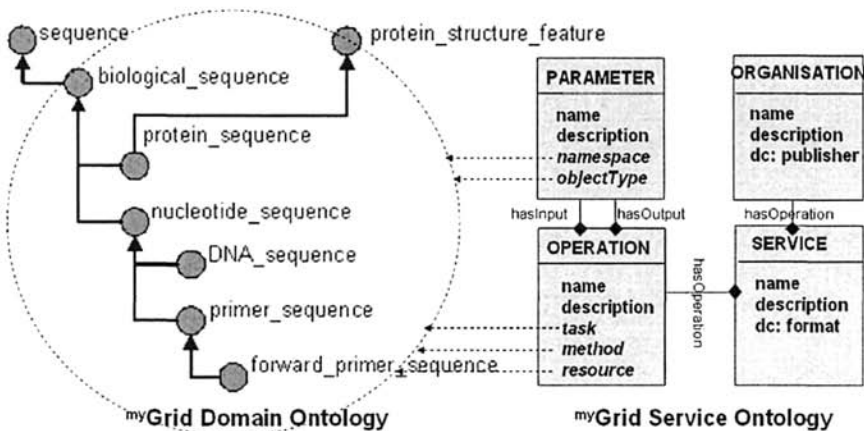 sequence
biological_sequence
protein_sequence
nucleotide_sequence
DNA_sequence
primer_sequence
forward_primer_sequence
protein_structure_feature
myGrid Domain Ontology
PARAMETER
name
description
namespace
objectType
ORGANISATION
name
description
dc: publisher
hasInput
hasOutput
hasOperation
OPERATION
name
description
task
method
resource
hasOperation
SERVICE
name
description
dc: format
myGrid Service Ontology